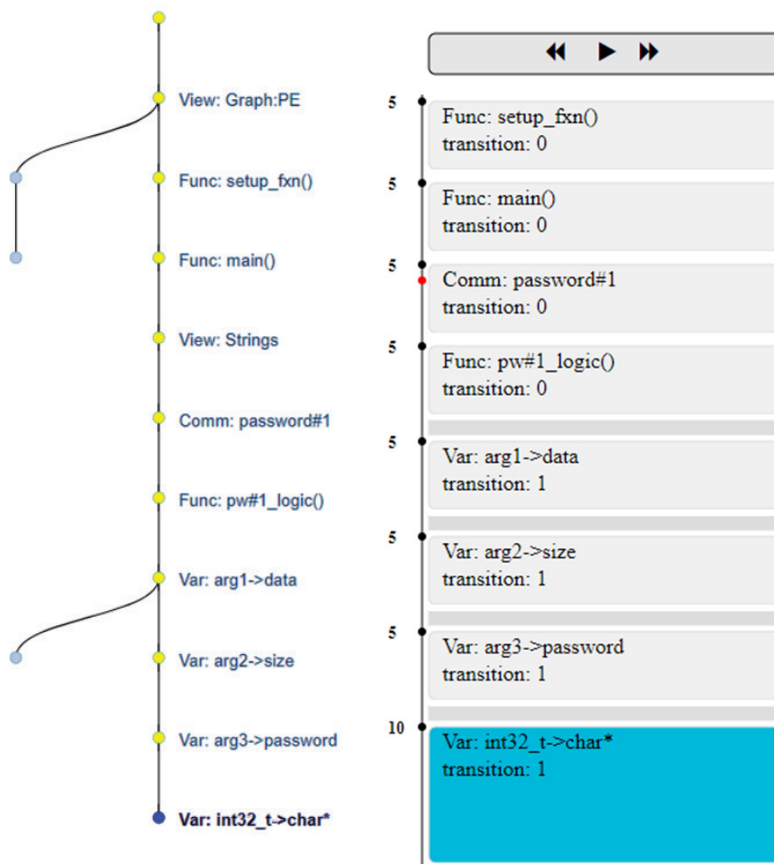 View: Graph:PE
Func: setup_fxn()
Func: main()
View: Strings
Comm: password#1
Func: pw#1_logic()
Var: arg1->data
Var: arg2->size
Var: arg3->password
Var: int32_t->char*
5
Func: setup_fxn()
transition: 0
5
Func: main()
transition: 0
5
Comm: password#1
transition: 0
5
Func: pw#1_logic()
transition: 0
5
Var: arg1->data
transition: 1
5
Var: arg2->size
transition: 1
5
Var: arg3->password
transition: 1
10
Var: int32_t->char*
transition: 1